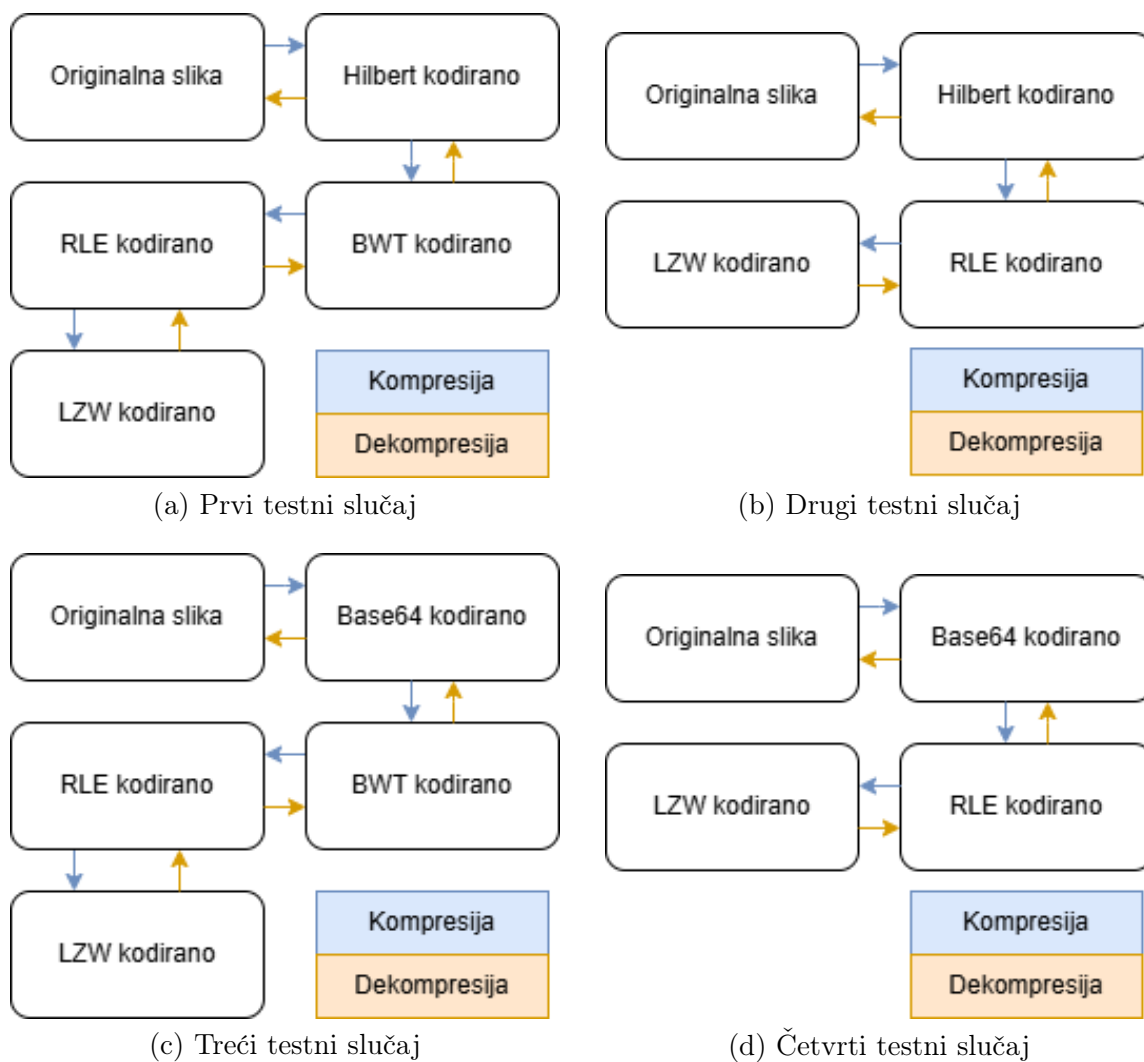 Originalna slika
Hilbert kodirano
RLE kodirano
BWT kodirano
LZW kodirano
Kompresija
Dekompresija
(a) Prvi testni slučaj
Originalna slika
Hilbert kodirano
LZW kodirano
RLE kodirano
Kompresija
Dekompresija
(b) Drugi testni slučaj
Originalna slika
Base64 kodirano
RLE kodirano
BWT kodirano
LZW kodirano
Kompresija
Dekompresija
(c) Treći testni slučaj
Originalna slika
Base64 kodirano
LZW kodirano
RLE kodirano
Kompresija
Dekompresija
(d) Četvrti testni slučaj